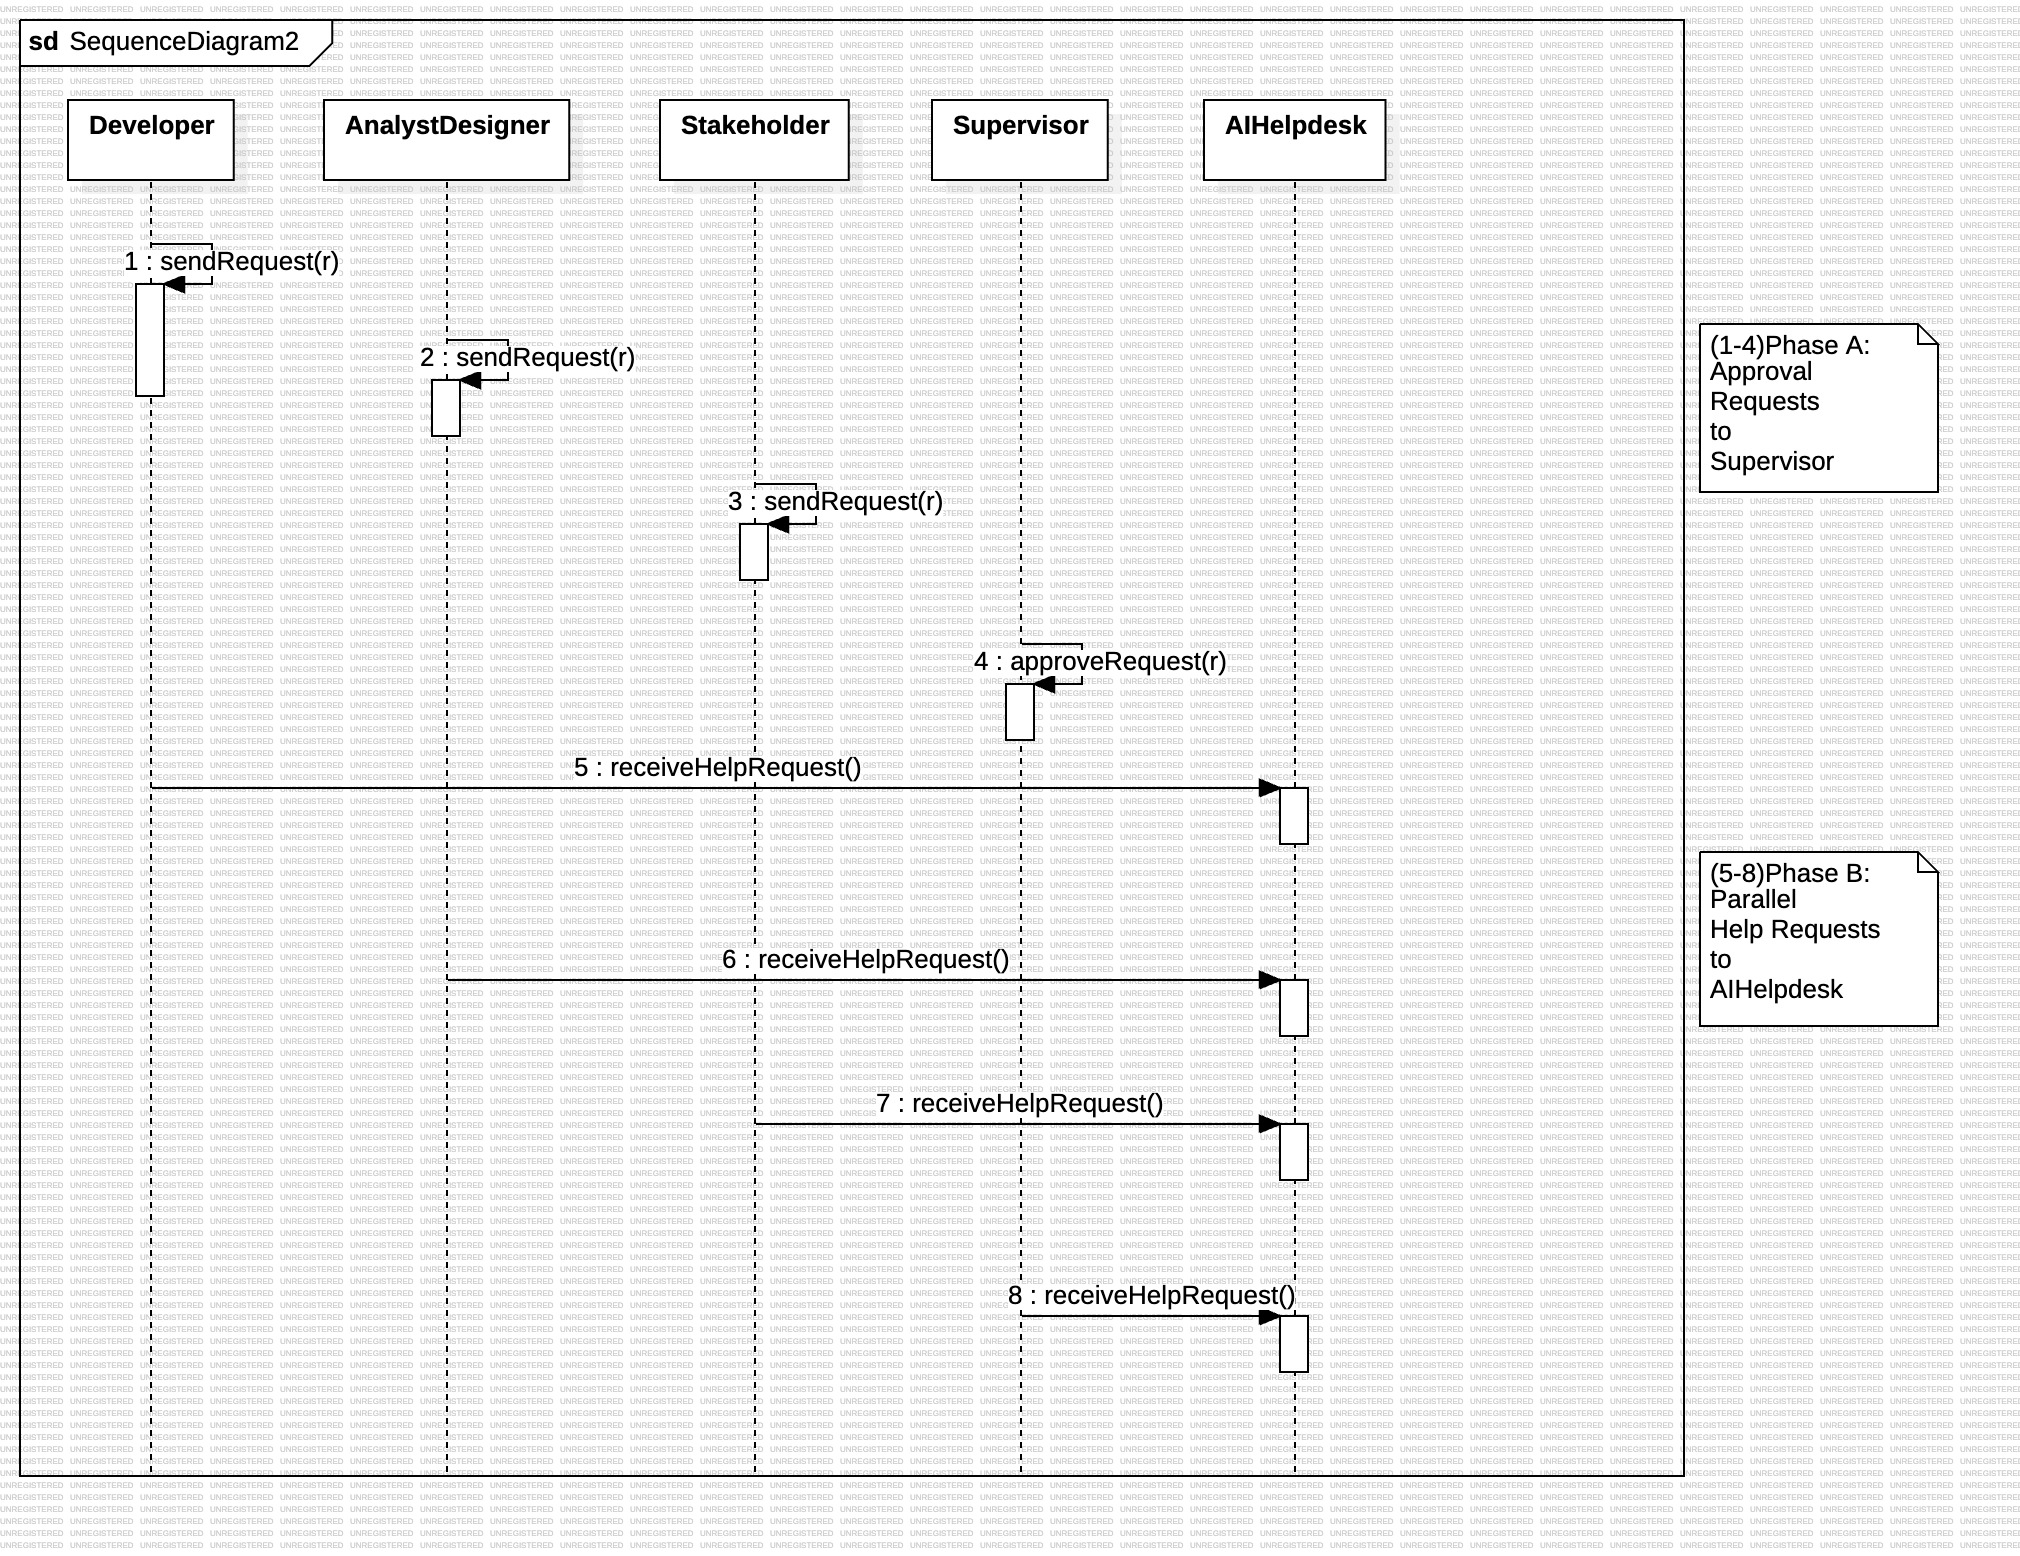 sd SequenceDiagram2
Developer
AnalystDesigner
Stakeholder
Supervisor
AIHelpdesk
1 : sendRequest(r)
2 : sendRequest(r)
(1-4)Phase A:
Approval
Requests
to
Supervisor
3 : sendRequest(r)
4 : approveRequest(r)
5 : receiveHelpRequest()
(5-8)Phase B:
Parallel
Help Requests
to
AIHelpdesk
6 : receiveHelpRequest()
7 : receiveHelpRequest()
8 : receiveHelpRequest()
UNREGISTERED